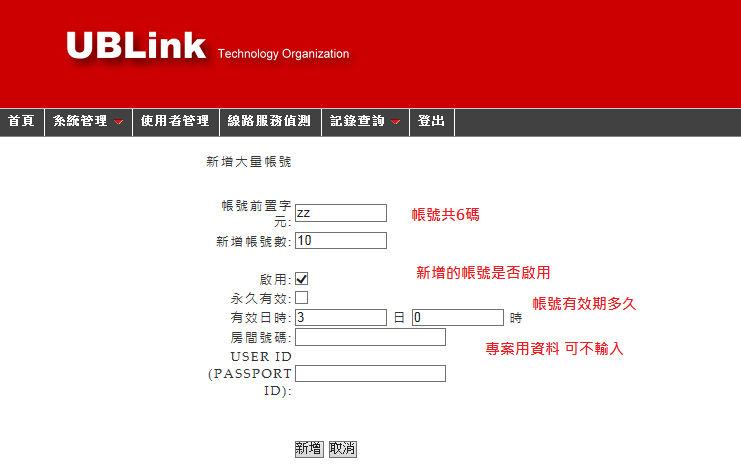 UBLink Technology Organization
首頁 系統管理 使用者管理 線路服務偵測 記錄查詢 登出
新增大量帳號
帳號前置字
元: zz 帳號共6碼
新增帳號數: 10
啟用: 新增的帳號是否啟用
永久有效:
帳號有效期多久
有效日時: 3 日 0 時
房間號碼:
專案用資料 可不輸入
USER ID
(PASSPORT
ID):
新增 取消